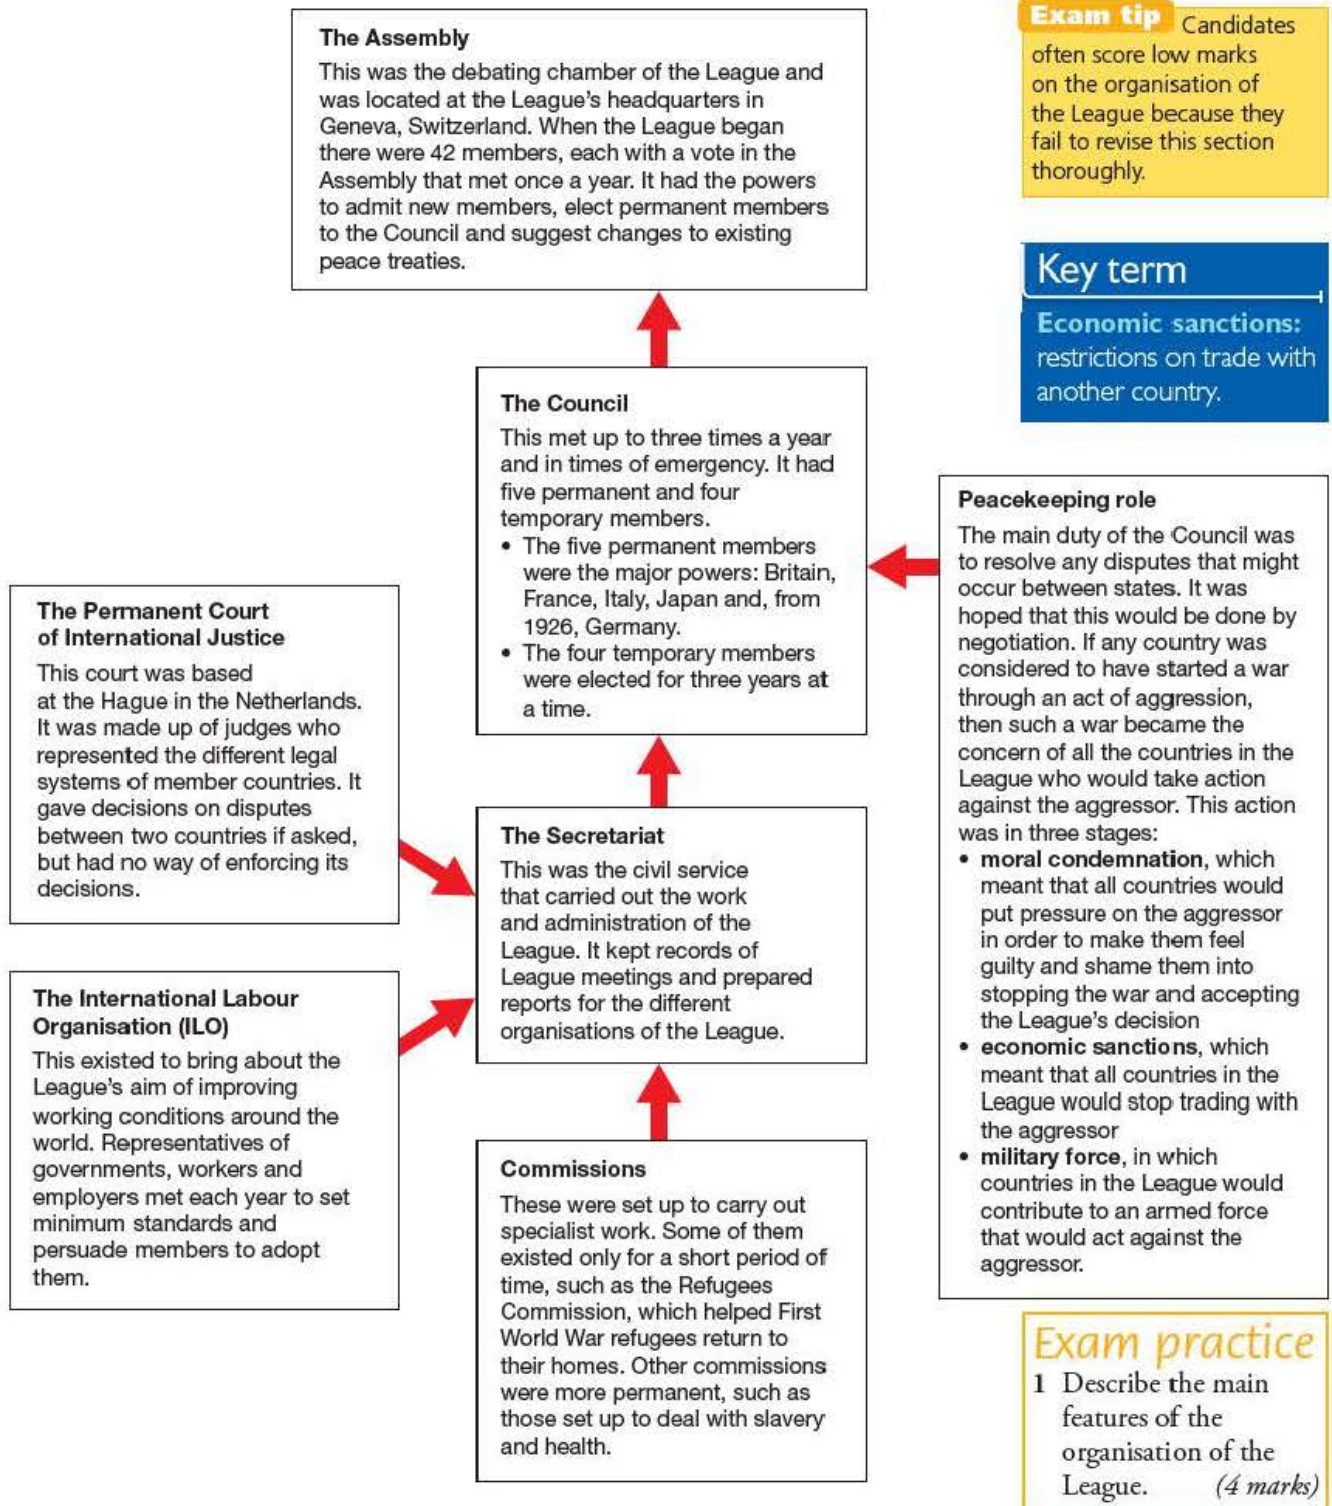 The Assembly
This was the debating chamber of the League and
was located at the League's headquarters in
Geneva, Switzerland. When the League began
there were 42 members, each with a vote in the
Assembly that met once a year. It had the powers
to admit new members, elect permanent members
to the Council and suggest changes to existing
peace treaties.
Exam tip Candidates
often score low marks
on the organisation of
the League because they
fail to revise this section
thoroughly.
Key term
Economic sanctions:
restrictions on trade with
another country.
The Council
This met up to three times a year
and in times of emergency. It had
five permanent and four
temporary members.
• The five permanent members
were the major powers: Britain,
France, Italy, Japan and, from
1926, Germany.
• The four temporary members
were elected for three years at
a time.
Peacekeeping role
The main duty of the Council was
to resolve any disputes that might
occur between states. It was
hoped that this would be done by
negotiation. If any country was
considered to have started a war
through an act of aggression,
then such a war became the
concern of all the countries in the
League who would take action
against the aggressor. This action
was in three stages:
• moral condemnation, which
meant that all countries would
put pressure on the aggressor
in order to make them feel
guilty and shame them into
stopping the war and accepting
the League's decision
• economic sanctions, which
meant that all countries in the
League would stop trading with
the aggressor
• military force, in which
countries in the League would
contribute to an armed force
that would act against the
aggressor.
The Permanent Court
of International Justice
This court was based
at the Hague in the Netherlands.
It was made up of judges who
represented the different legal
systems of member countries. It
gave decisions on disputes
between two countries if asked,
but had no way of enforcing its
decisions.
The Secretariat
This was the civil service
that carried out the work
and administration of the
League. It kept records of
League meetings and prepared
reports for the different
organisations of the League.
The International Labour
Organisation (ILO)
This existed to bring about the
League's aim of improving
working conditions around the
world. Representatives of
governments, workers and
employers met each year to set
minimum standards and
persuade members to adopt
them.
Commissions
These were set up to carry out
specialist work. Some of them
existed only for a short period of
time, such as the Refugees
Commission, which helped First
World War refugees return to
their homes. Other commissions
were more permanent, such as
those set up to deal with slavery
and health.
Exam practice
1 Describe the main
features of the
organisation of the
League. (4 marks)